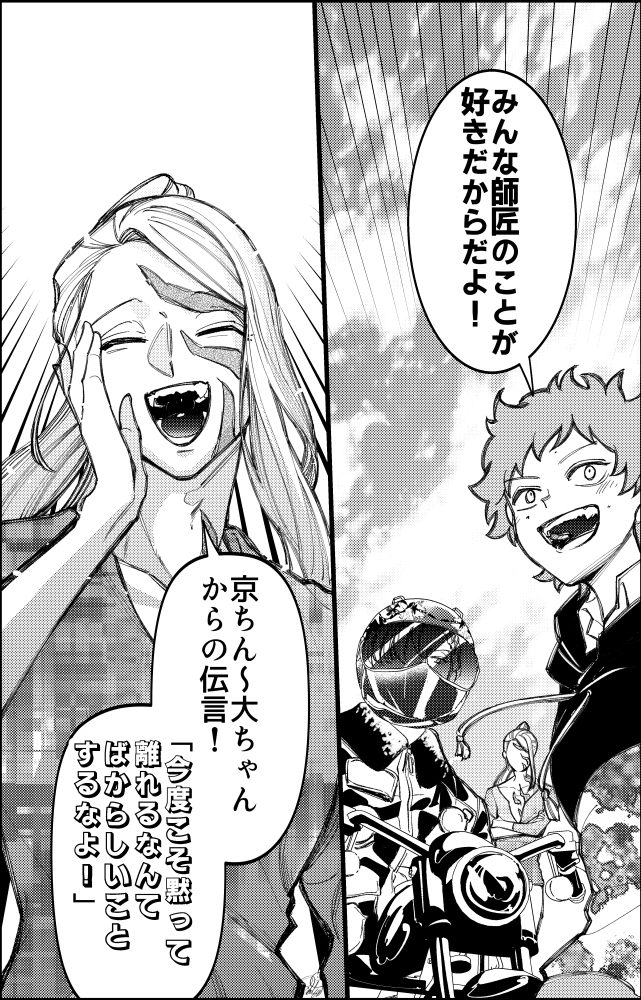 みんな師匠のことが
好きだからだよ！
京ちん～大ちゃん
からの伝言！
「今度こそ黙って
離れるなんて
ばからしいこと
するなよ！」